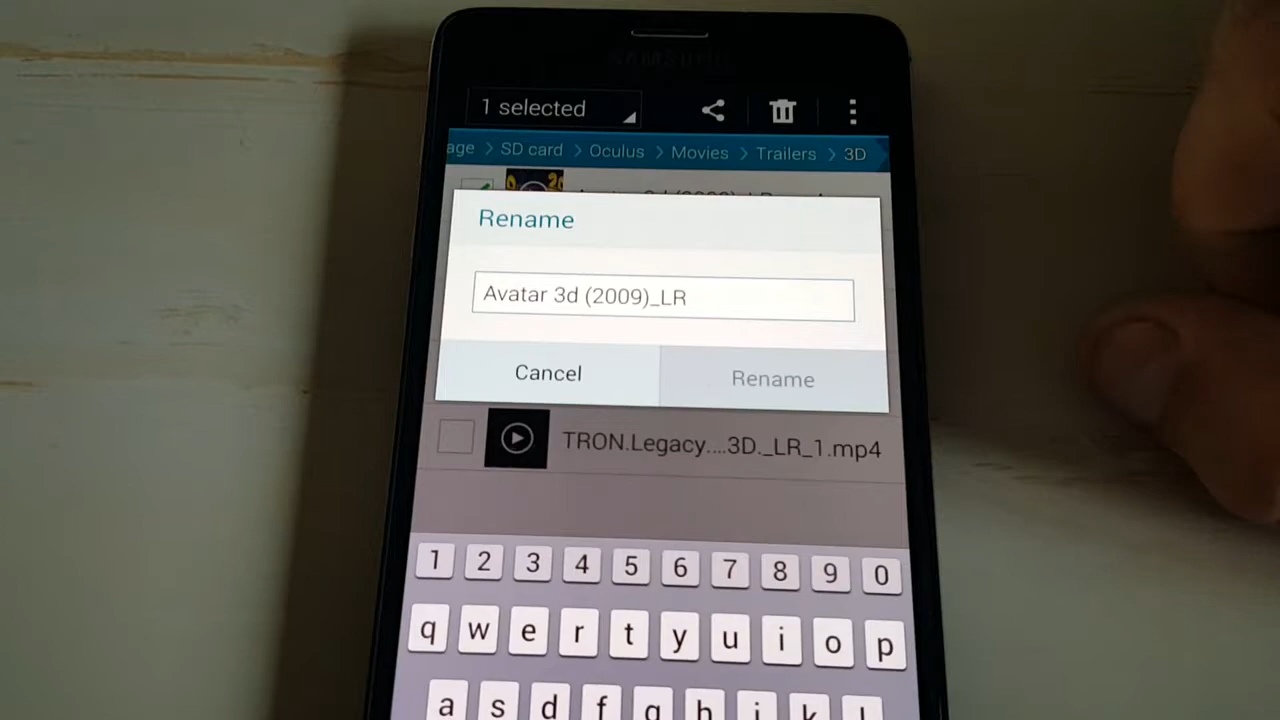 SAMSUNG
1 selected
age > SD card > Oculus > Movies > Trailers > 3D
Rename
Avatar 3d (2009)_LR
Cancel
Rename
TRON.Legacy....3D._LR_1.mp4
1 2 3 4 5 6 7 8 9 0
q w e r t y u i o p
a s d f g h j k l